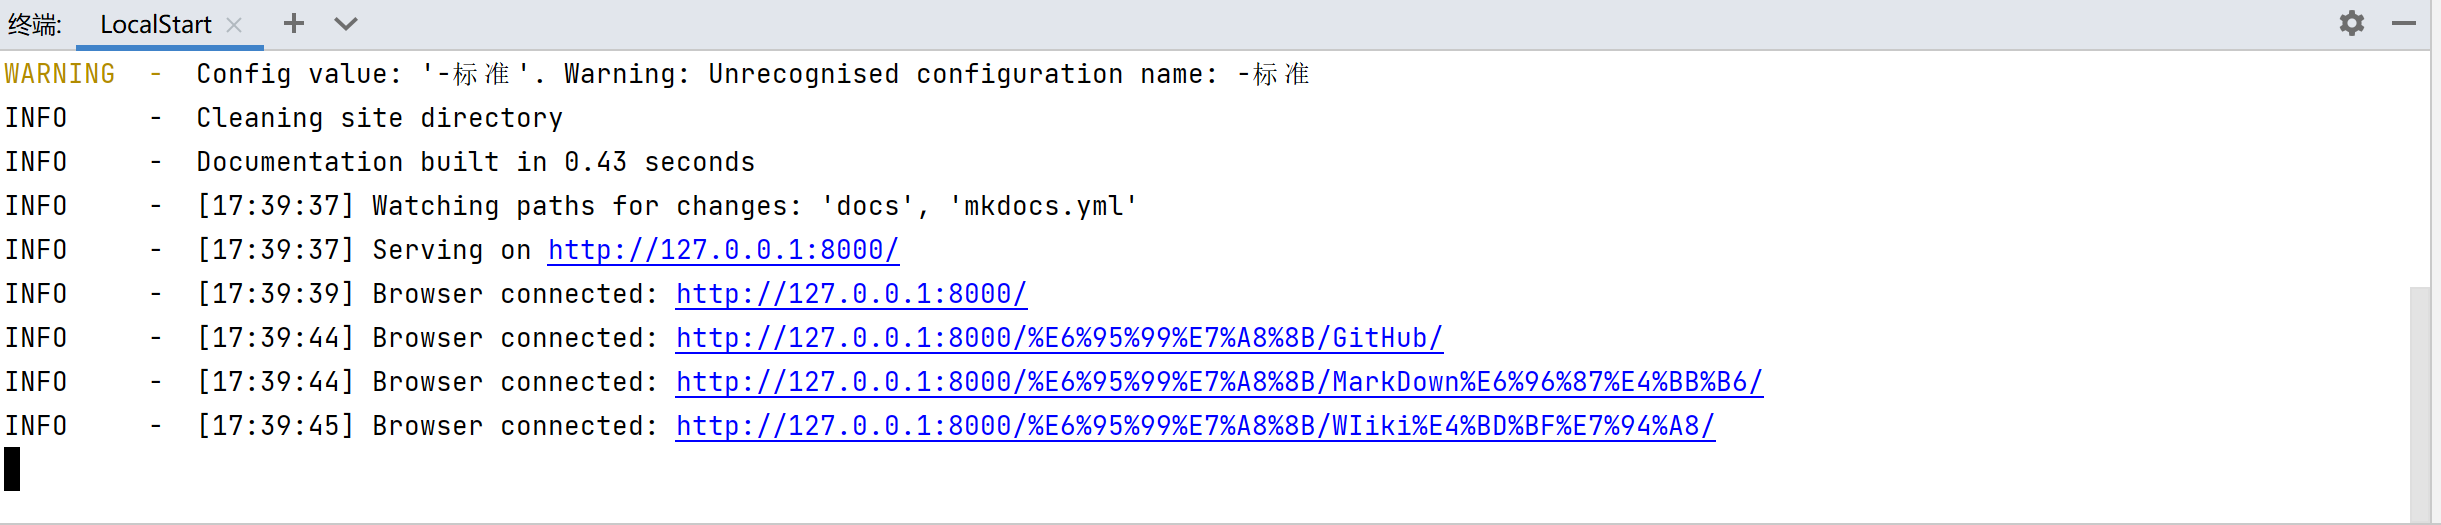 终端: LocalStart
WARNING - Config value: '-标准'. Warning: Unrecognised configuration name: -标准
INFO - Cleaning site directory
INFO - Documentation built in 0.43 seconds
INFO - [17:39:37] Watching paths for changes: 'docs', 'mkdocs.yml'
INFO - [17:39:37] Serving on http://127.0.0.1:8000/
INFO - [17:39:39] Browser connected: http://127.0.0.1:8000/
INFO - [17:39:44] Browser connected: http://127.0.0.1:8000/%E6%95%99%E7%A8%8B/GitHub/
INFO - [17:39:44] Browser connected: http://127.0.0.1:8000/%E6%95%99%E7%A8%8B/MarkDown%E6%96%87%E4%BB%B6/
INFO - [17:39:45] Browser connected: http://127.0.0.1:8000/%E6%95%99%E7%A8%8B/WIiki%E4%BD%BF%E7%94%A8/